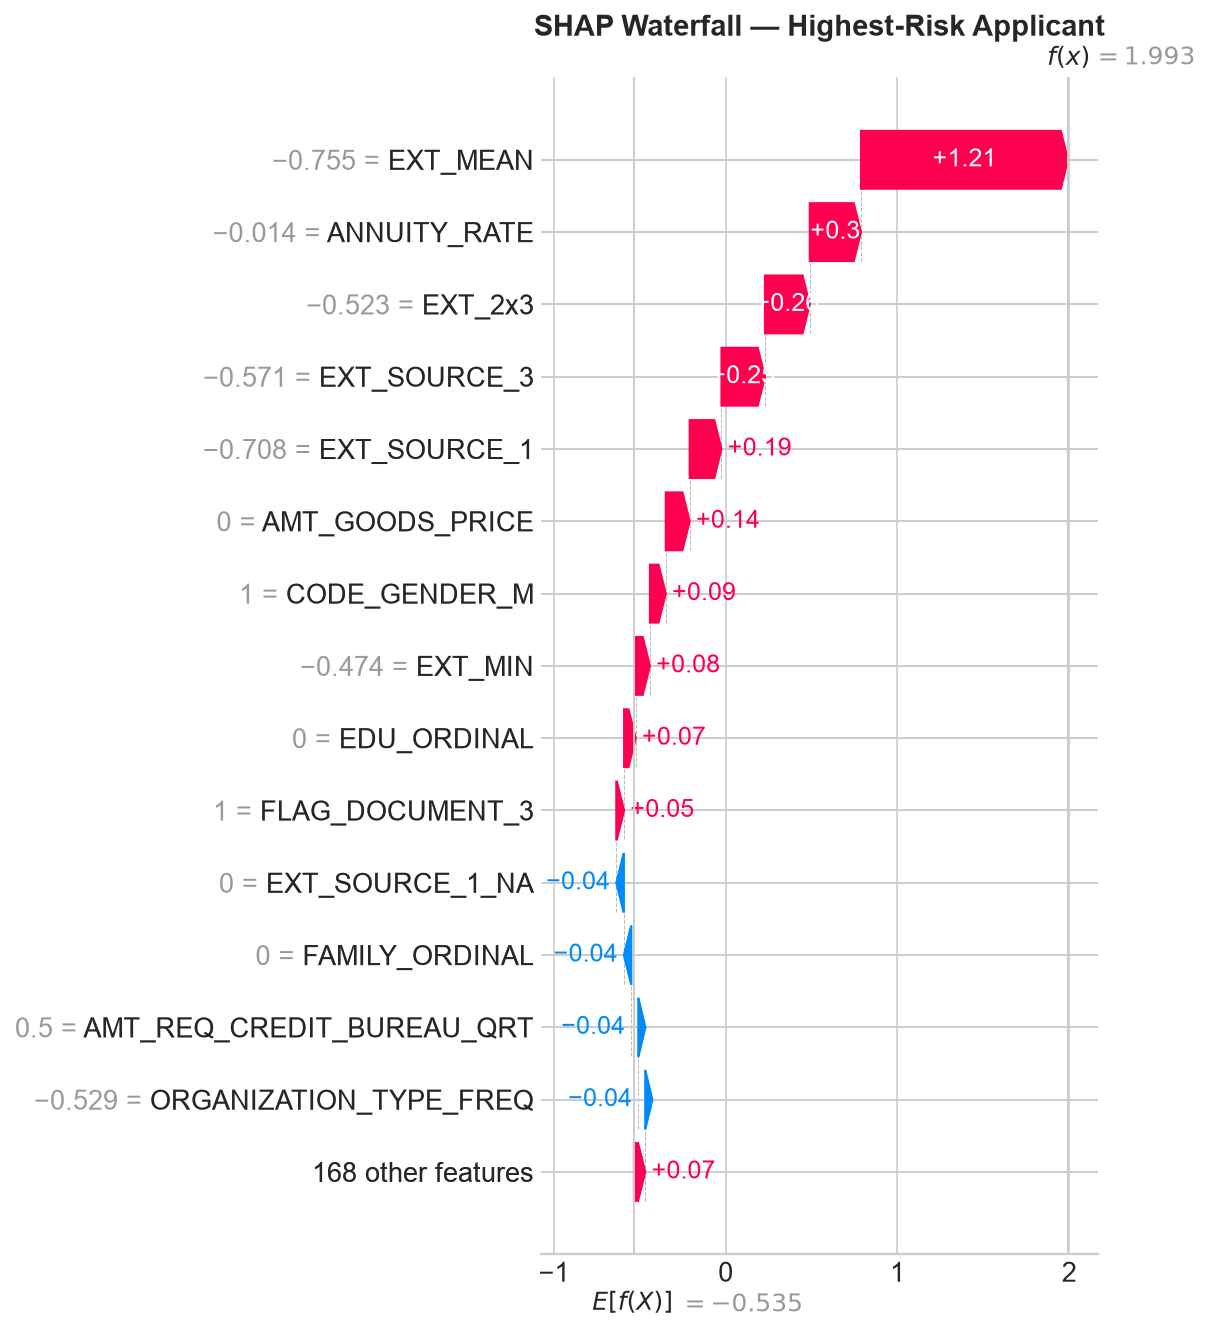 SHAP Waterfall — Highest-Risk Applicant
f(x) = 1.993
−0.755 = EXT_MEAN
+1.21
−0.014 = ANNUITY_RATE
+0.3
−0.523 = EXT_2x3
−0.571 = EXT_SOURCE_3
−0.708 = EXT_SOURCE_1
+0.19
0 = AMT_GOODS_PRICE
+0.14
1 = CODE_GENDER_M
+0.09
−0.474 = EXT_MIN
+0.08
0 = EDU_ORDINAL
+0.07
1 = FLAG_DOCUMENT_3
+0.05
0 = EXT_SOURCE_1_NA
−0.04
0 = FAMILY_ORDINAL
−0.04
0.5 = AMT_REQ_CREDIT_BUREAU_QRT
−0.04
−0.529 = ORGANIZATION_TYPE_FREQ
−0.04
168 other features
+0.07
−1 0 1 2
E[f(X)] = −0.535